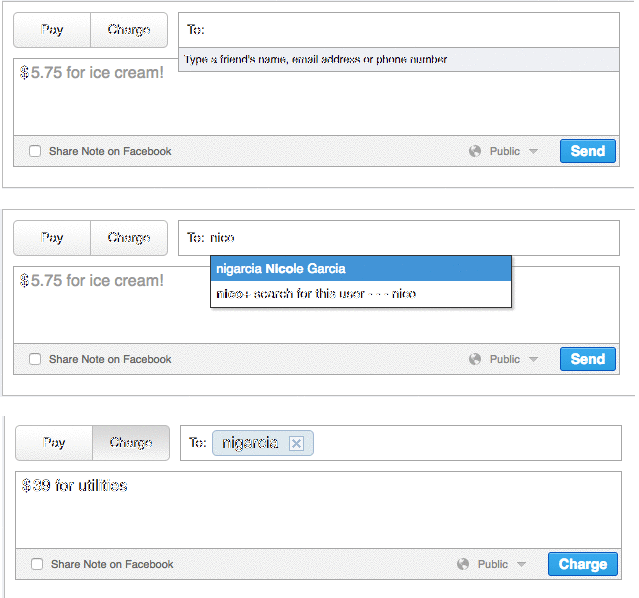 Pay Charge To:
Type a friend's name, email address or phone number
$5.75 for ice cream!
Share Note on Facebook Public Send
Pay Charge To: nico
nigarcia NIcole Garcia
$5.75 for ice cream!
nico: search for this user - - - nico
Share Note on Facebook Public Send
Pay Charge To: nigarcia
$39 for utilities
Share Note on Facebook Public Charge